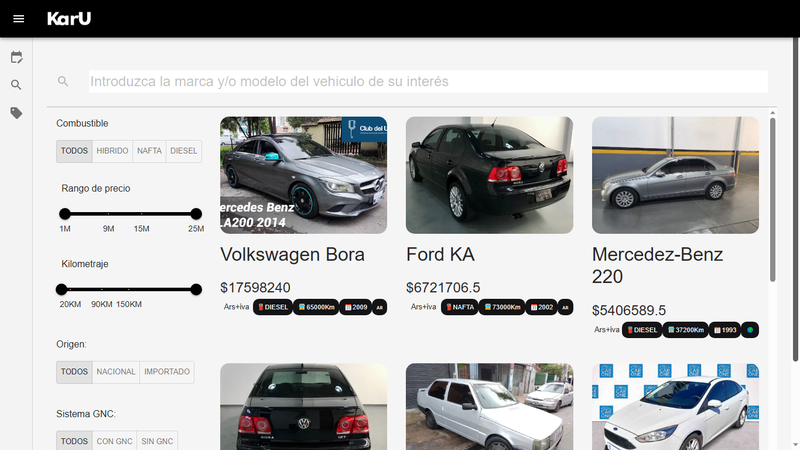 KarU
Introduzca la marca y/o modelo del vehiculo de su interés
Combustible
TODOS HIBRIDO NAFTA DIESEL
Rango de precio
1M 9M 15M 25M
Kilometraje
20KM 90KM 150KM
Origen:
TODOS NACIONAL IMPORTADO
Sistema GNC:
TODOS CON GNC SIN GNC
Club del U
ercedes Benz
LA200 2014
Volkswagen Bora
$17598240
Ars+iva DIESEL 65000Km 2009 AR
Ford KA
$6721706.5
Ars+iva NAFTA 73000Km 2002 AR
Mercedez-Benz
220
$5406589.5
Ars+iva DIESEL 37200Km 1993